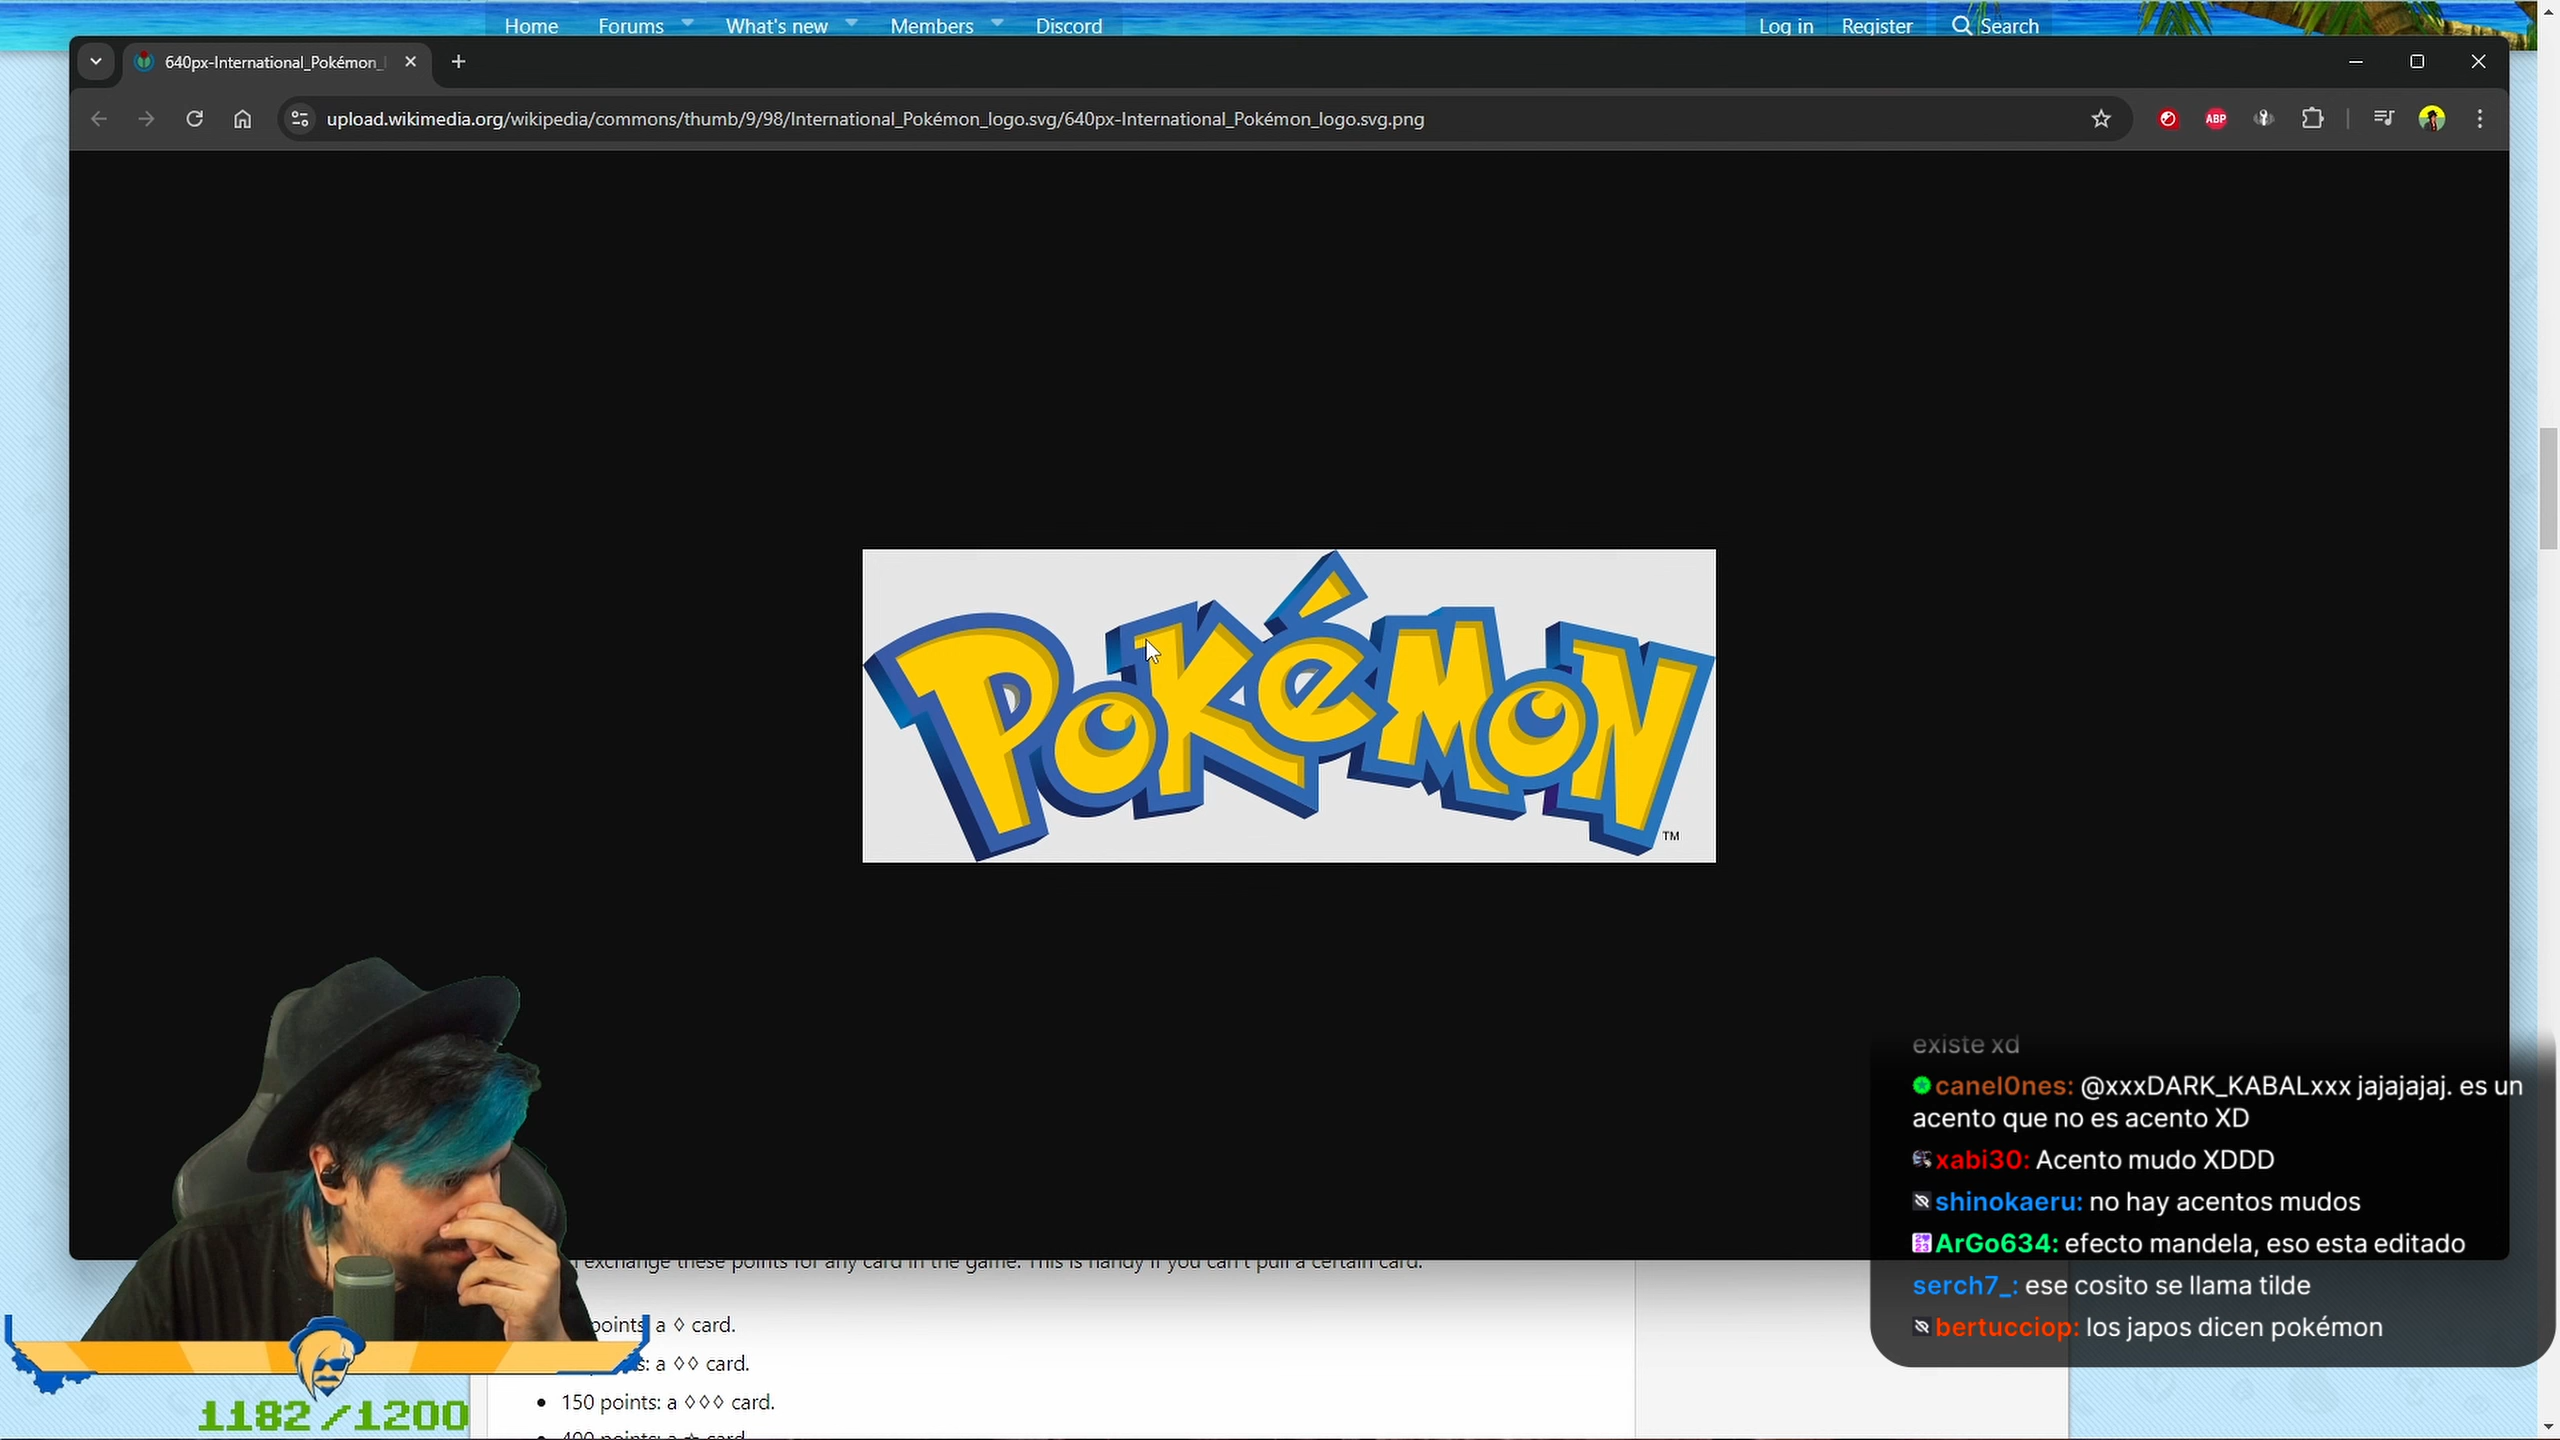 Home Forums What's new Members Discord Log in Register Search
640px-International_Pokémon_
upload.wikimedia.org/wikipedia/commons/thumb/9/98/International_Pokémon_logo.svg/640px-International_Pokémon_logo.svg.png
ABP
POKéMON
TM
existe xd
canel0nes: @xxxDARK_KABALxxx jajajajaj. es un
acento que no es acento XD
xabi30: Acento mudo XDDD
shinokaeru: no hay acentos mudos
ArGo634: efecto mandela, eso esta editado
serch7_: ese cosito se llama tilde
bertucciop: los japos dicen pokémon
exchange these points for any card in the game. This is handy if you can't pull a certain card.
points: a ◊ card.
a ◊◊ card.
• 150 points: a ◊◊◊ card.
• 400 points: a ☆ card.
1182/1200